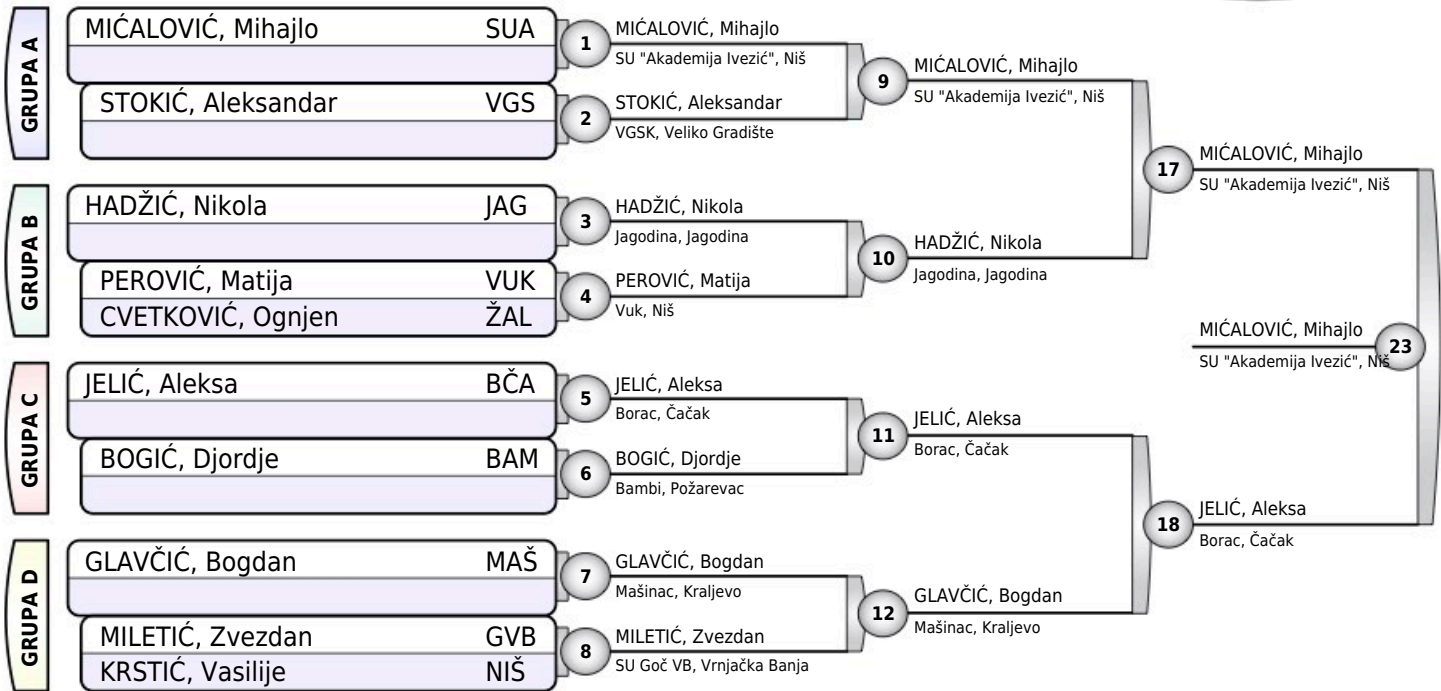 GRUPA A
MIĆALOVIĆ, Mihajlo SUA
STOKIĆ, Aleksandar VGS
GRUPA B
HADŽIĆ, Nikola JAG
PEROVIĆ, Matija VUK
CVETKOVIĆ, Ognjen ŽAL
GRUPA C
JELIĆ, Aleksa BČA
BOGIĆ, Djordje BAM
GRUPA D
GLAVČIĆ, Bogdan MAŠ
MILETIĆ, Zvezdan GVB
KRSTIĆ, Vasilije NIŠ
1
MIĆALOVIĆ, Mihajlo
SU "Akademija Ivezić", Niš
2
STOKIĆ, Aleksandar
VGSK, Veliko Gradište
3
HADŽIĆ, Nikola
Jagodina, Jagodina
4
PEROVIĆ, Matija
Vuk, Niš
5
JELIĆ, Aleksa
Borac, Čačak
6
BOGIĆ, Djordje
Bambi, Požarevac
7
GLAVČIĆ, Bogdan
Mašinac, Kraljevo
8
MILETIĆ, Zvezdan
SU Goč VB, Vrnjačka Banja
9
MIĆALOVIĆ, Mihajlo
SU "Akademija Ivezić", Niš
10
HADŽIĆ, Nikola
Jagodina, Jagodina
11
JELIĆ, Aleksa
Borac, Čačak
12
GLAVČIĆ, Bogdan
Mašinac, Kraljevo
17
MIĆALOVIĆ, Mihajlo
SU "Akademija Ivezić", Niš
18
JELIĆ, Aleksa
Borac, Čačak
MIĆALOVIĆ, Mihajlo
SU "Akademija Ivezić", Niš
23